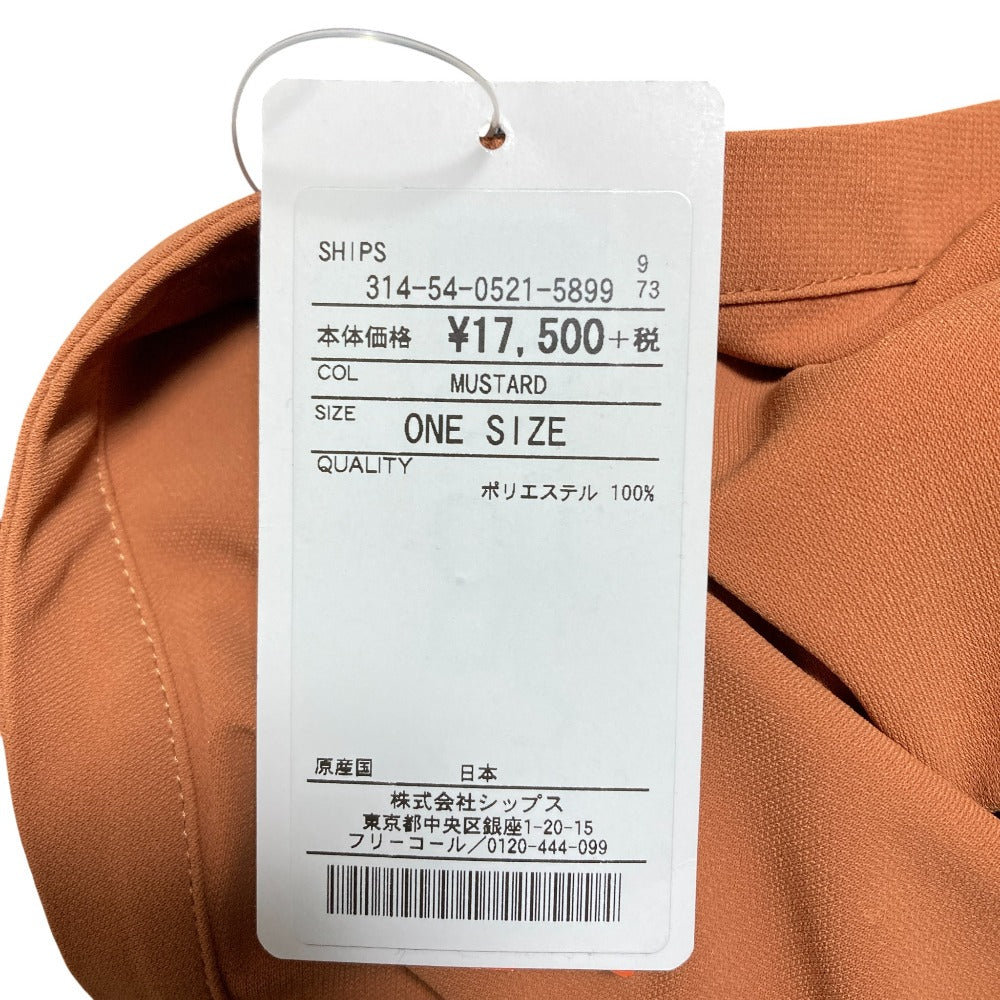 SHIPS
314-54-0521-5899 9
73
本体価格 ¥17,500+税
COL MUSTARD
SIZE ONE SIZE
QUALITY
ポリエステル 100%
原産国 日本
株式会社シップス
東京都中央区銀座1-20-15
フリーコール/0120-444-099